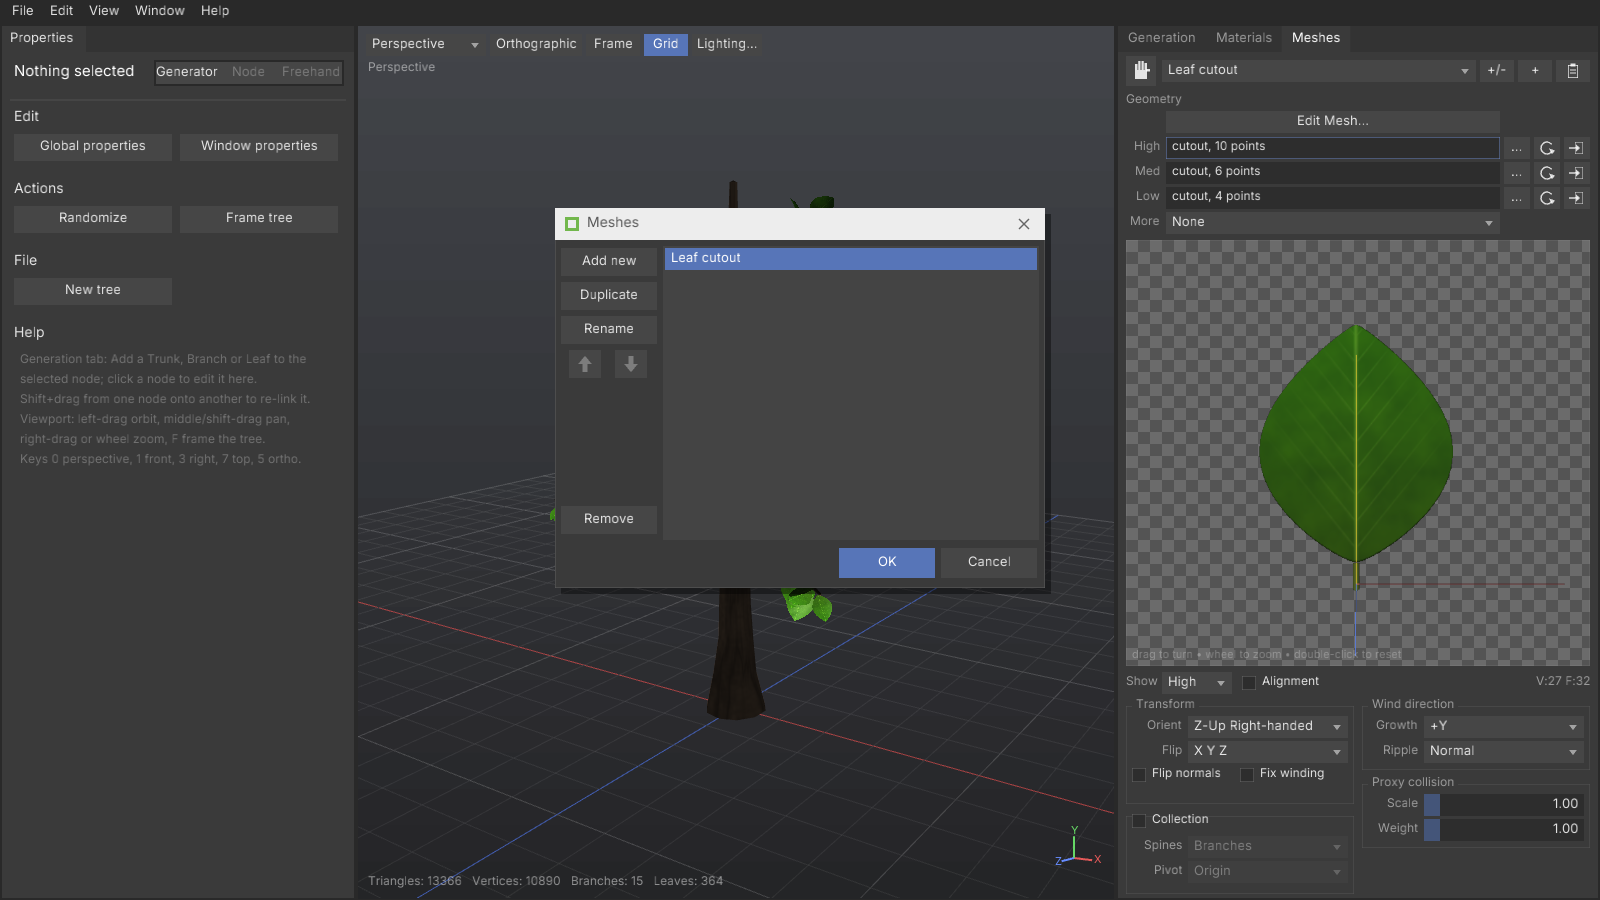 File Edit View Window Help
Properties
Nothing selected
Generator Node Freehand
Edit
Global properties
Window properties
Actions
Randomize
Frame tree
File
New tree
Help
Generation tab: Add a Trunk, Branch or Leaf to the
selected node; click a node to edit it here.
Shift+drag from one node onto another to re-link it.
Viewport: left-drag orbit, middle/shift-drag pan,
right-drag or wheel zoom, F frame the tree.
Keys 0 perspective, 1 front, 3 right, 7 top, 5 ortho.
Perspective Orthographic Frame Grid Lighting...
Perspective
Meshes
Add new
Duplicate
Rename
Remove
Leaf cutout
OK
Cancel
Y
Z
X
Triangles: 13366 Vertices: 10890 Branches: 15 Leaves: 364
Generation Materials Meshes
Leaf cutout
+/-
+
Geometry
Edit Mesh...
High cutout, 10 points ...
Med cutout, 6 points ...
Low cutout, 4 points ...
More None
drag to turn • wheel to zoom • double-click to reset
Show High Alignment V:27 F:32
Transform
Orient Z-Up Right-handed
Flip X Y Z
Flip normals Fix winding
Collection
Spines Branches
Pivot Origin
Wind direction
Growth +Y
Ripple Normal
Proxy collision
Scale 1.00
Weight 1.00